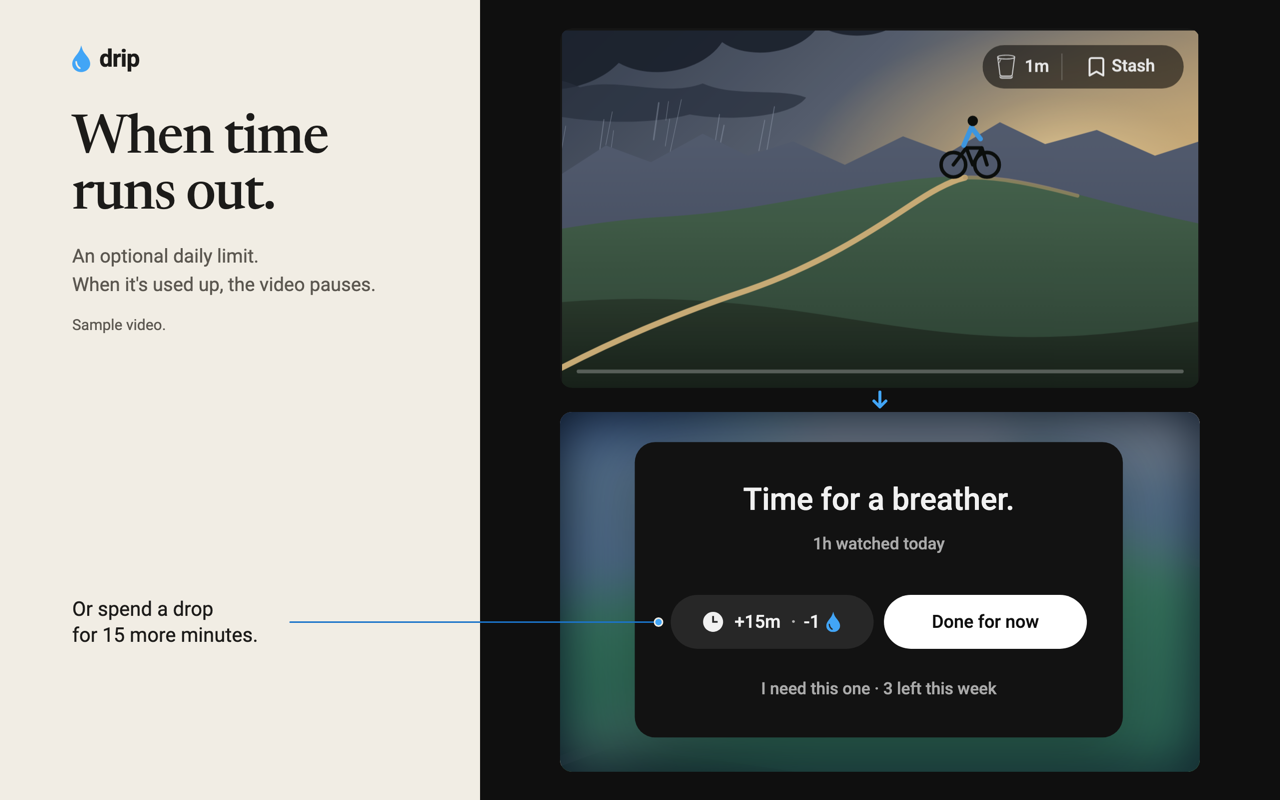 drip
When time
runs out.
An optional daily limit.
When it's used up, the video pauses.
Sample video.
1m
Stash
Time for a breather.
1h watched today
Or spend a drop
for 15 more minutes.
+15m · -1
Done for now
I need this one · 3 left this week